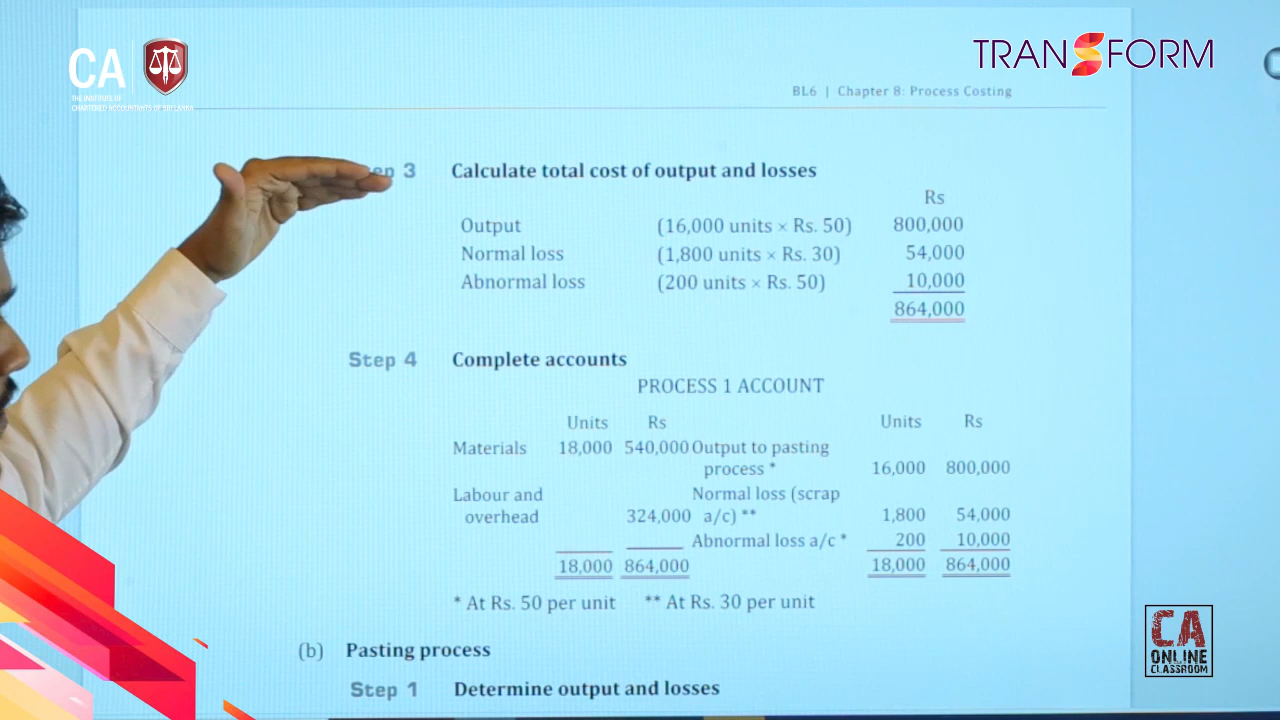 CA
THE INSTITUTE OF
CHARTERED ACCOUNTANTS OF SRI LANKA
TRANSFORM
BL6 | Chapter 8: Process Costing
ep 3 Calculate total cost of output and losses
Rs
Output (16,000 units × Rs. 50) 800,000
Normal loss (1,800 units × Rs. 30) 54,000
Abnormal loss (200 units × Rs. 50) 10,000
864,000
Step 4 Complete accounts
PROCESS 1 ACCOUNT
Units Rs Units Rs
Materials 18,000 540,000 Output to pasting
process * 16,000 800,000
Labour and Normal loss (scrap
overhead 324,000 a/c) ** 1,800 54,000
Abnormal loss a/c * 200 10,000
18,000 864,000 18,000 864,000
* At Rs. 50 per unit ** At Rs. 30 per unit
(b) Pasting process
Step 1 Determine output and losses
CA
ONLINE
CLASSROOM